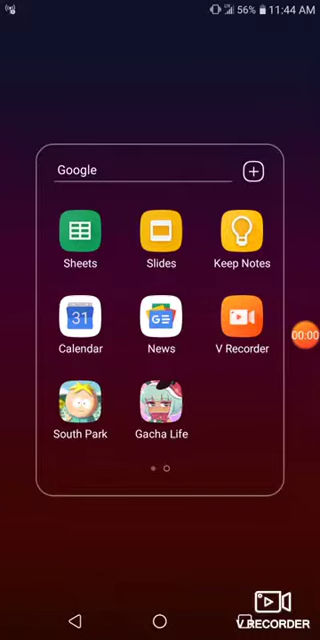 56% 11:44 AM
Google
Sheets
Slides
Keep Notes
31
Calendar
GE
News
V Recorder
00:00
South Park
Gacha Life
V.RECORDER